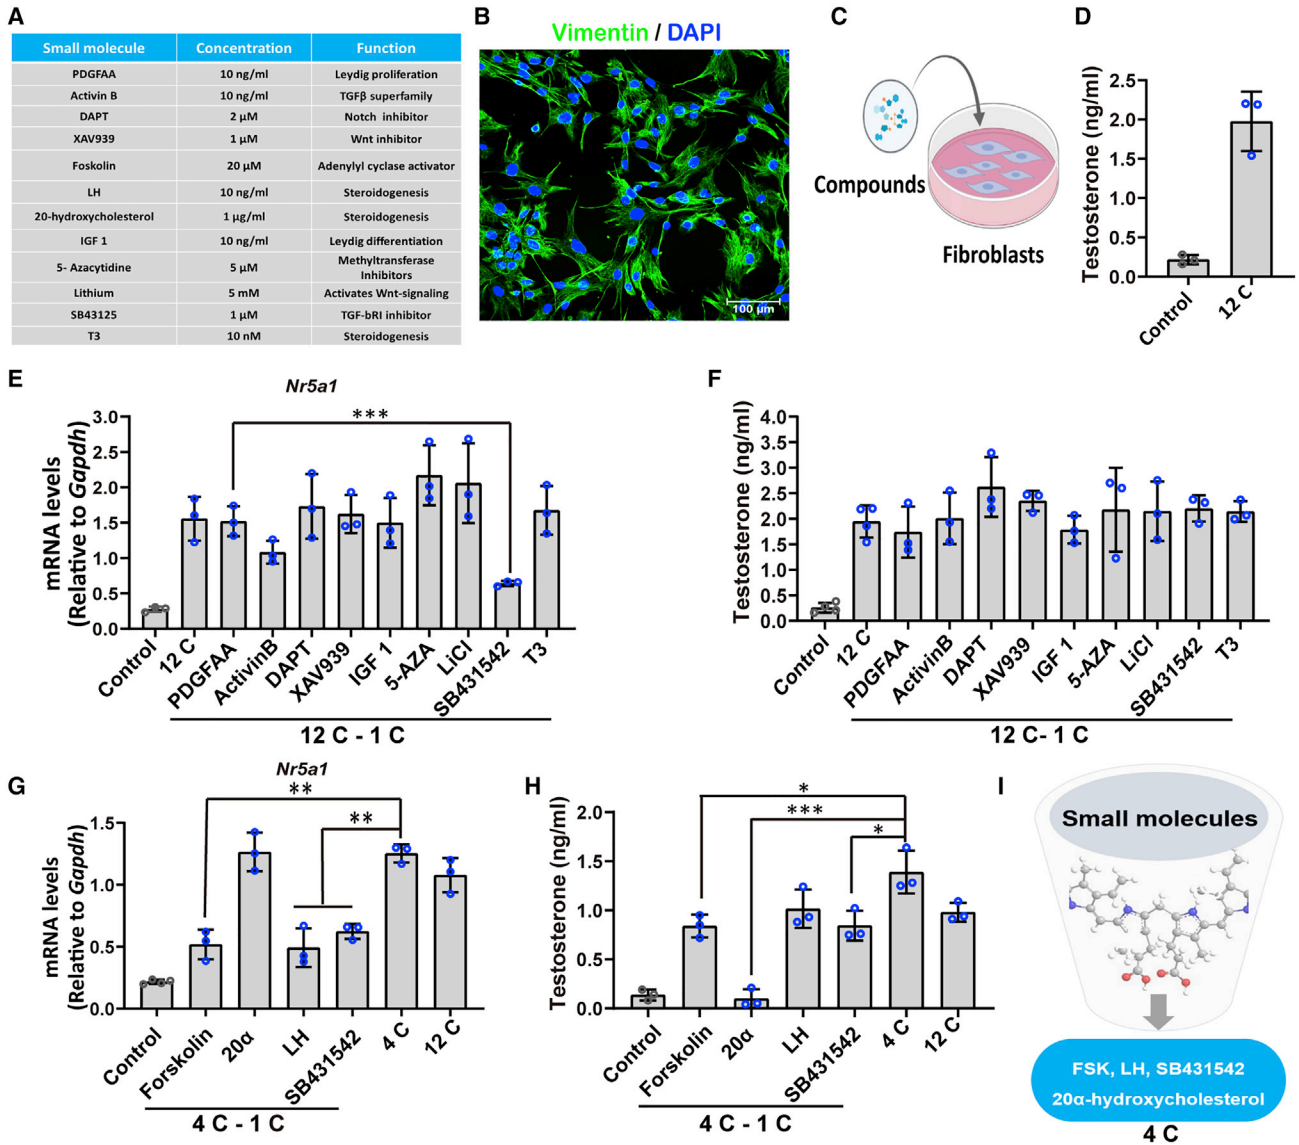 A
Small molecule Concentration Function
PDGFAA 10 ng/ml Leydig proliferation
Activin B 10 ng/ml TGFβ superfamily
DAPT 2 µM Notch inhibitor
XAV939 1 µM Wnt inhibitor
Foskolin 20 µM Adenylyl cyclase activator
LH 10 ng/ml Steroidogenesis
20-hydroxycholesterol 1 µg/ml Steroidogenesis
IGF 1 10 ng/ml Leydig differentiation
5- Azacytidine 5 µM Methyltransferase
Inhibitors
Lithium 5 mM Activates Wnt-signaling
SB43125 1 µM TGF-bRI inhibitor
T3 10 nM Steroidogenesis
B
Vimentin / DAPI
100 µm
C
Compounds
Fibroblasts
D
Testosterone (ng/ml)
2.5
2.0
1.5
1.0
0.5
0.0
Control
12 C
E
Nr5a1
mRNA levels
(Relative to Gapdh)
3.0
2.5
2.0
1.5
1.0
0.5
0.0
***
Control
12 C
PDGFAA
ActivinB
DAPT
XAV939
IGF 1
5-AZA
LiCl
SB431542
T3
12 C - 1 C
F
Testosterone (ng/ml)
4.0
3.5
3.0
2.5
2.0
1.5
1.0
0.5
0.0
Control
12 C
PDGFAA
ActivinB
DAPT
XAV939
IGF 1
5-AZA
LiCl
SB431542
T3
12 C- 1 C
G
Nr5a1
mRNA levels
(Relative to Gapdh)
1.5
1.0
0.5
0.0
**
**
Control
Forskolin
20α
LH
SB431542
4 C
12 C
4 C - 1 C
H
Testosterone (ng/ml)
2.0
1.5
1.0
0.5
0.0
*
***
*
Control
Forskolin
20α
LH
SB431542
4 C
12 C
4 C - 1 C
I
Small molecules
FSK, LH, SB431542
20α-hydroxycholesterol
4 C